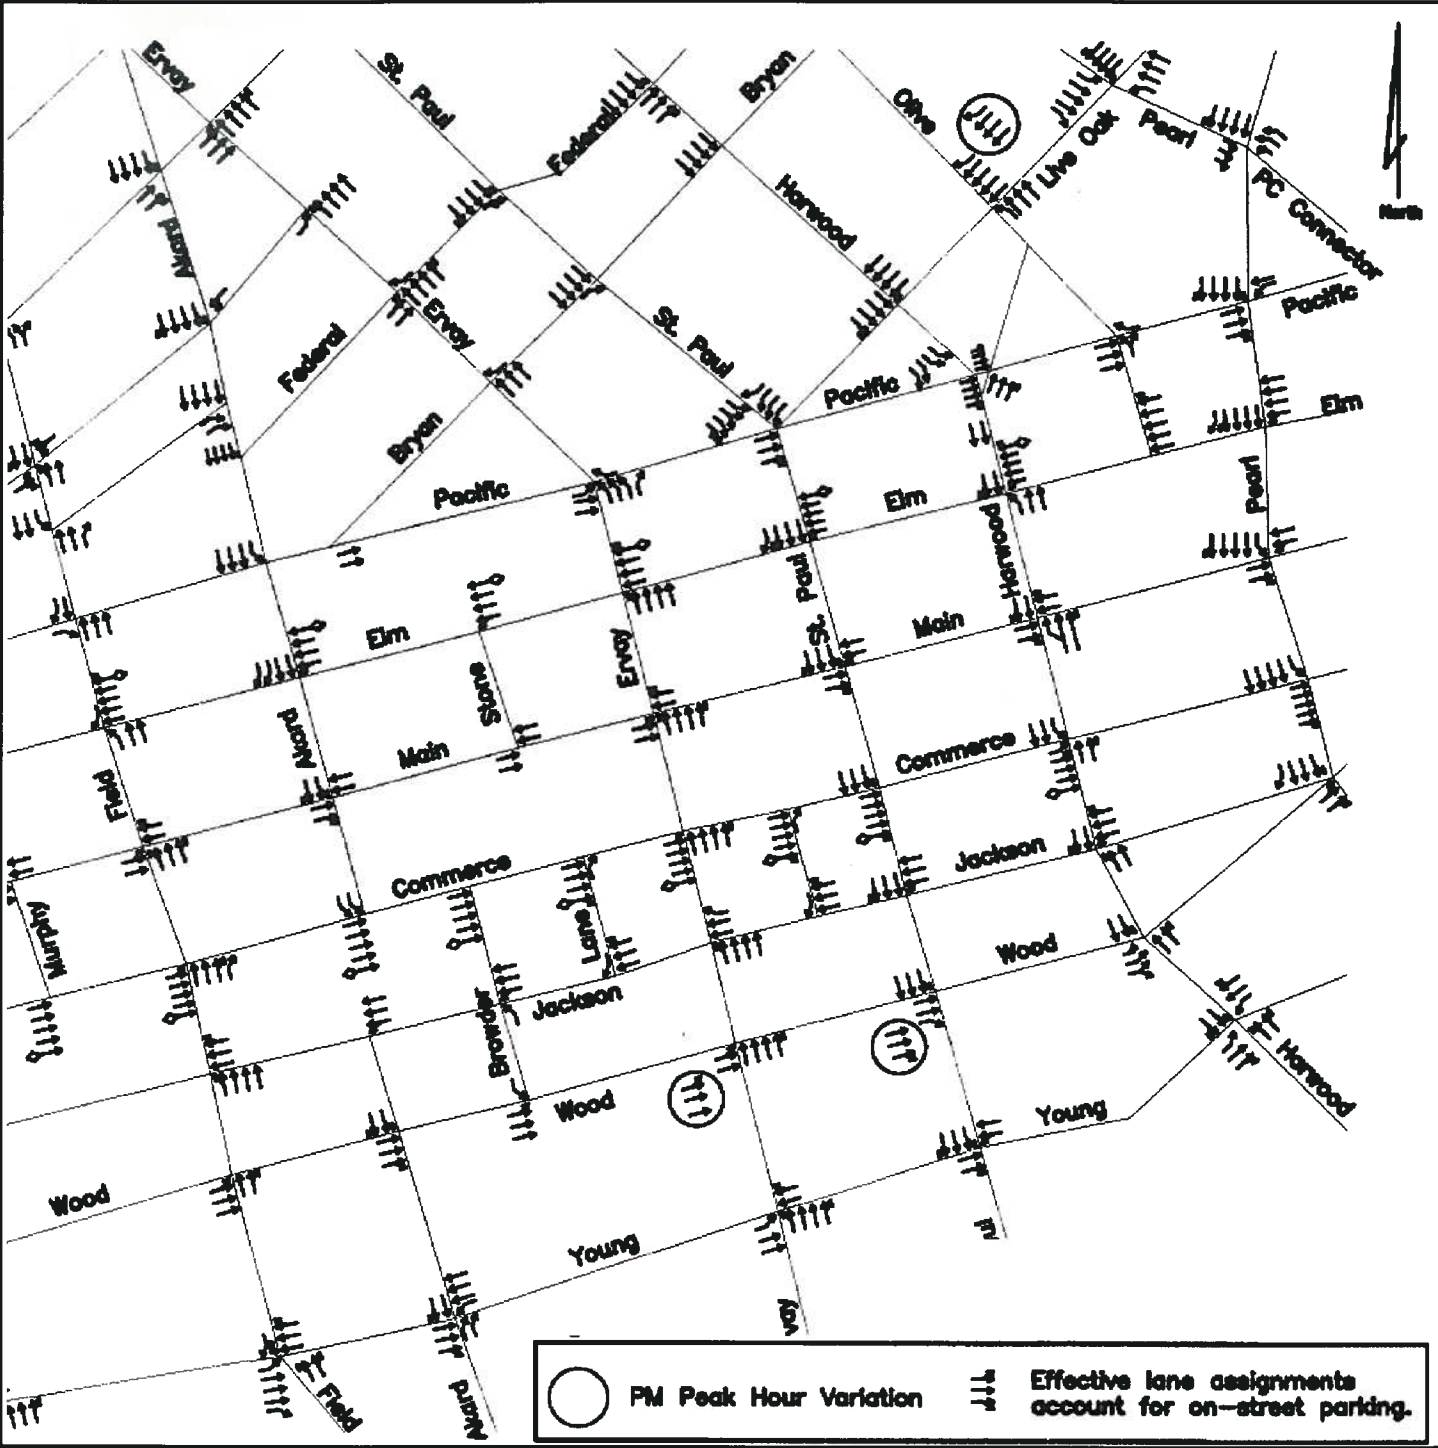 Ervay
St. Paul
Bryan
Federal
Olive
Live Oak
Pearl
PC Connector
North
Akard
Harwood
Pacific
Federal
Ervay
St. Paul
Pacific
Elm
Bryan
Pacific
Elm
Pearl
Harwood
St. Paul
Elm
Main
Ervay
Stone
Akard
Main
Commerce
Field
Commerce
Jackson
Murphy
Lane
Wood
Browder
Jackson
Wood
Harwood
Young
Wood
Young
vay
Field
Akard
PM Peak Hour Variation
Effective lane assignments
account for on-street parking.